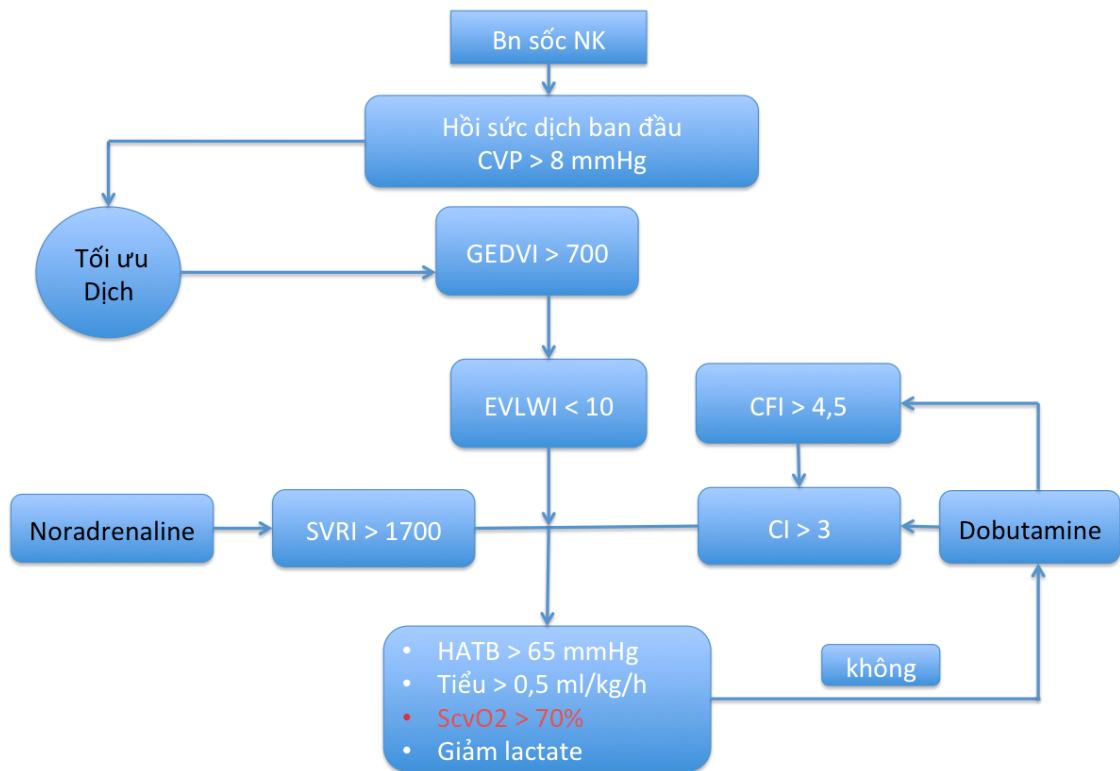 Bn sốc NK
Hồi sức dịch ban đầu
CVP > 8 mmHg
Tối ưu
Dịch
GEDVI > 700
EVLWI < 10
CFI > 4,5
Noradrenaline
SVRI > 1700
CI > 3
Dobutamine
• HATB > 65 mmHg
• Tiểu > 0,5 ml/kg/h
• ScvO2 > 70%
• Giảm lactate
không